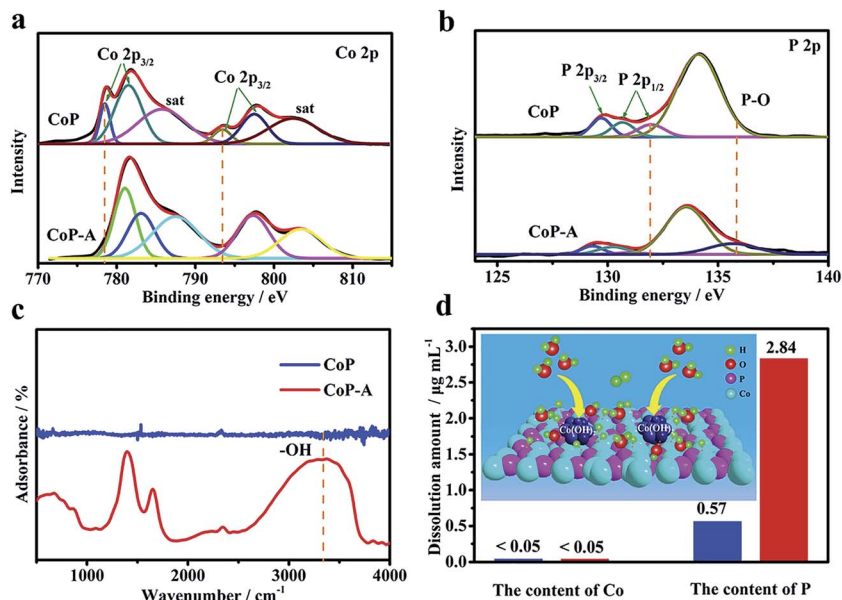 a
Co 2p
Co 2p3/2
Co 2p3/2
sat
sat
CoP
CoP-A
Intensity
770 780 790 800 810
Binding energy / eV
b
P 2p
P 2p3/2
P 2p1/2
P-O
CoP
CoP-A
Intensity
125 130 135 140
Binding energy / eV
c
CoP
CoP-A
-OH
Adsorbance / %
1000 2000 3000 4000
Wavenumber / cm-1
d
Dissolution amount / μg mL-1
3.0
2.5
2.0
1.5
1.0
0.5
0.0
H
O
P
Co
Co(OH)2
Co(OH)2
< 0.05
< 0.05
0.57
2.84
The content of Co
The content of P